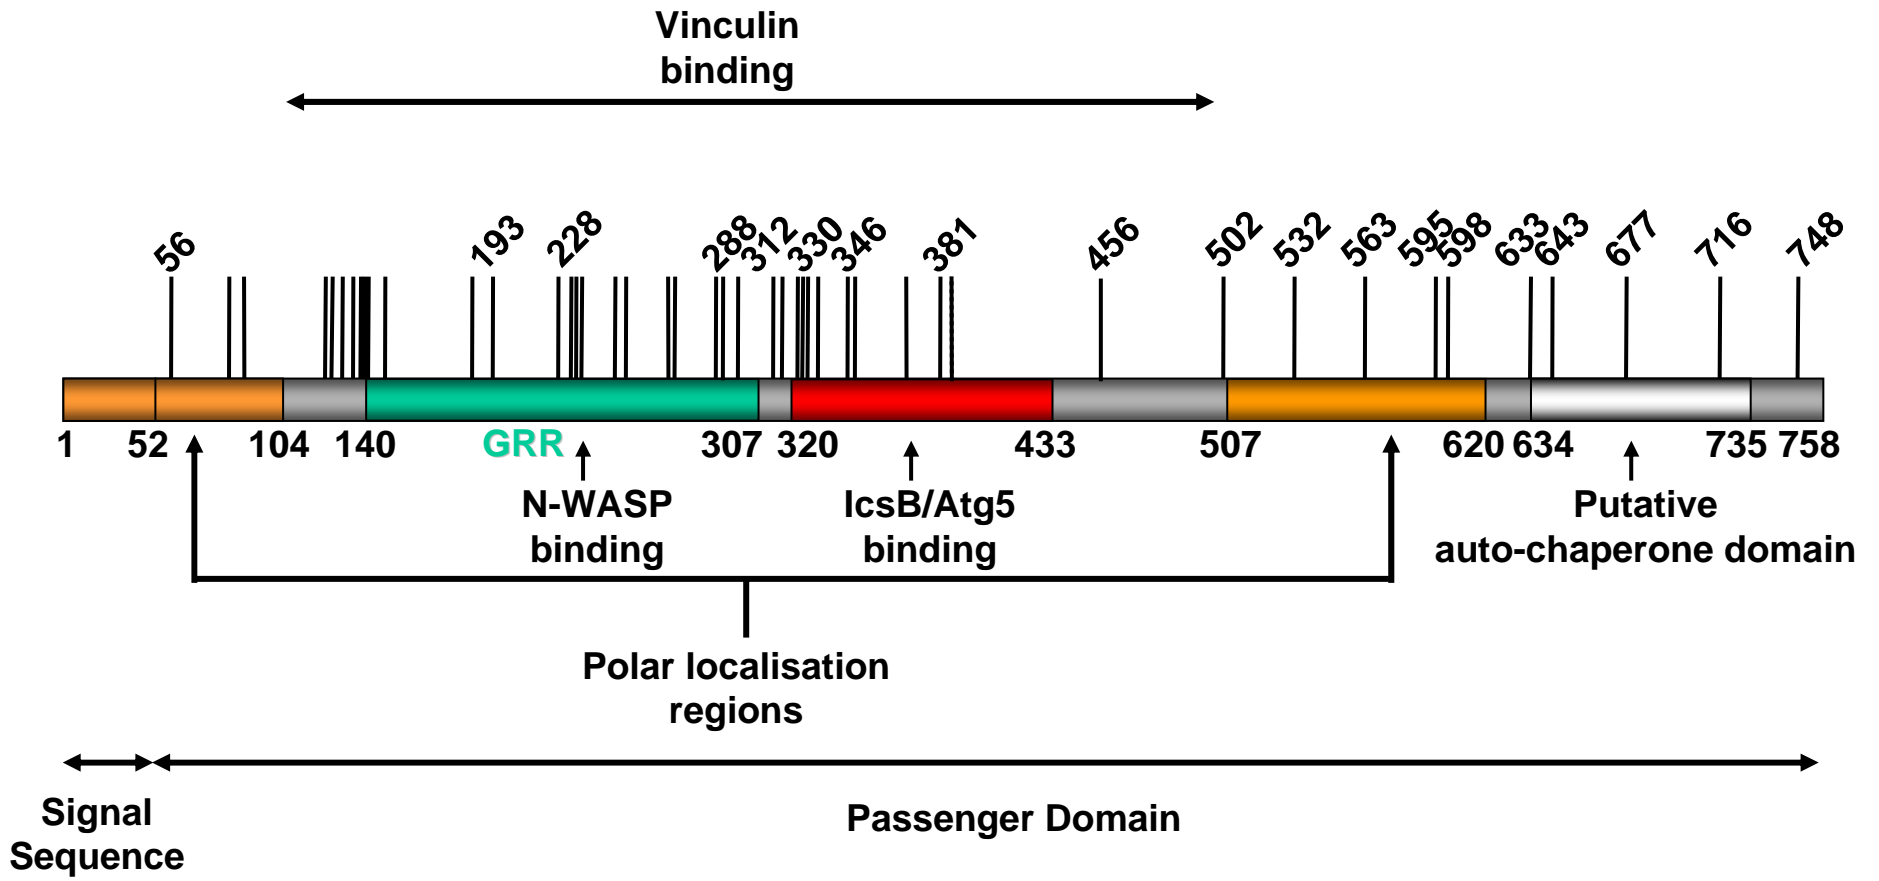 Vinculin
binding
56 193 228 288 312 330 346 381 456 502 532 563 595 598 633 643 677 716 748
1 52 104 140 GRR 307 320 433 507 620 634 735 758
N-WASP
binding
IcsB/Atg5
binding
Putative
auto-chaperone domain
Polar localisation
regions
Signal
Sequence
Passenger Domain